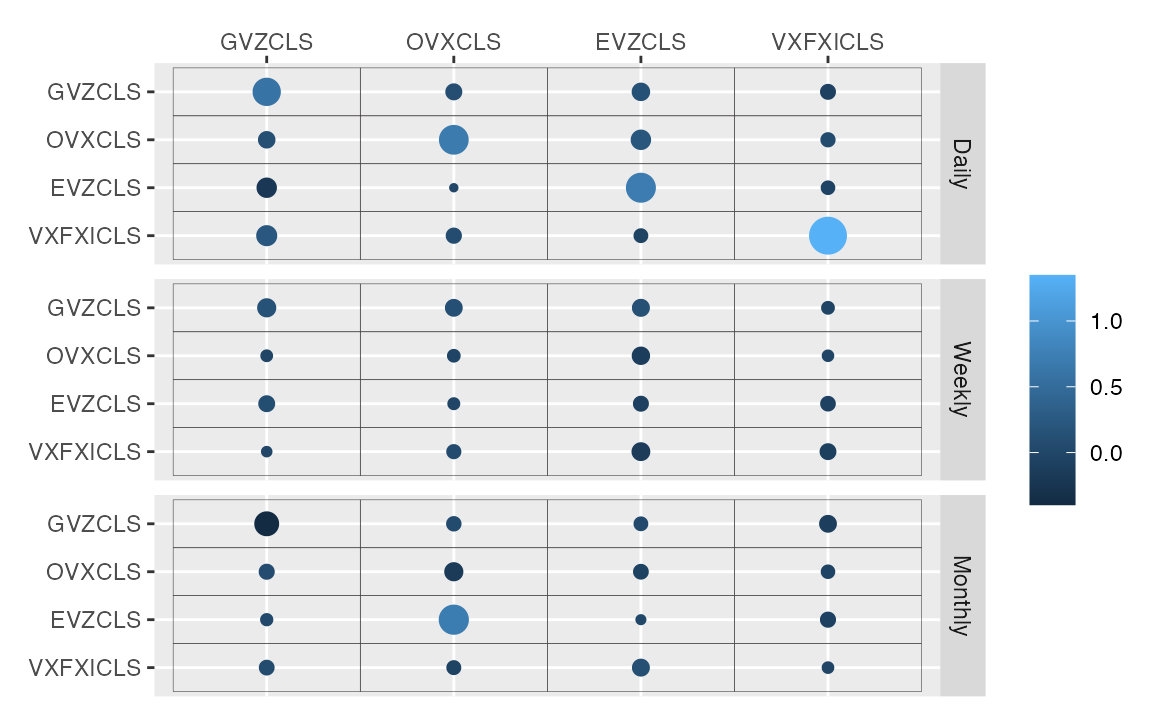 GVZCLS OVXCLS EVZCLS VXFXICLS
GVZCLS
OVXCLS
EVZCLS
VXFXICLS
Daily
GVZCLS
OVXCLS
EVZCLS
VXFXICLS
Weekly
GVZCLS
OVXCLS
EVZCLS
VXFXICLS
Monthly
1.0
0.5
0.0